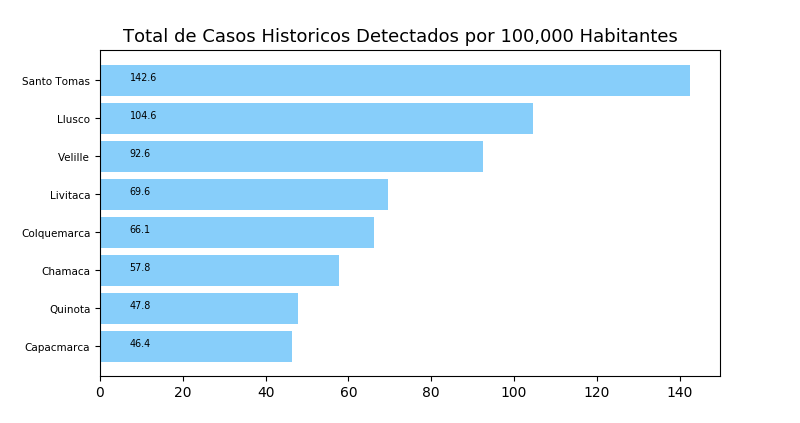 Total de Casos Historicos Detectados por 100,000 Habitantes
Santo Tomas 142.6
Llusco 104.6
Velille 92.6
Livitaca 69.6
Colquemarca 66.1
Chamaca 57.8
Quinota 47.8
Capacmarca 46.4
0 20 40 60 80 100 120 140